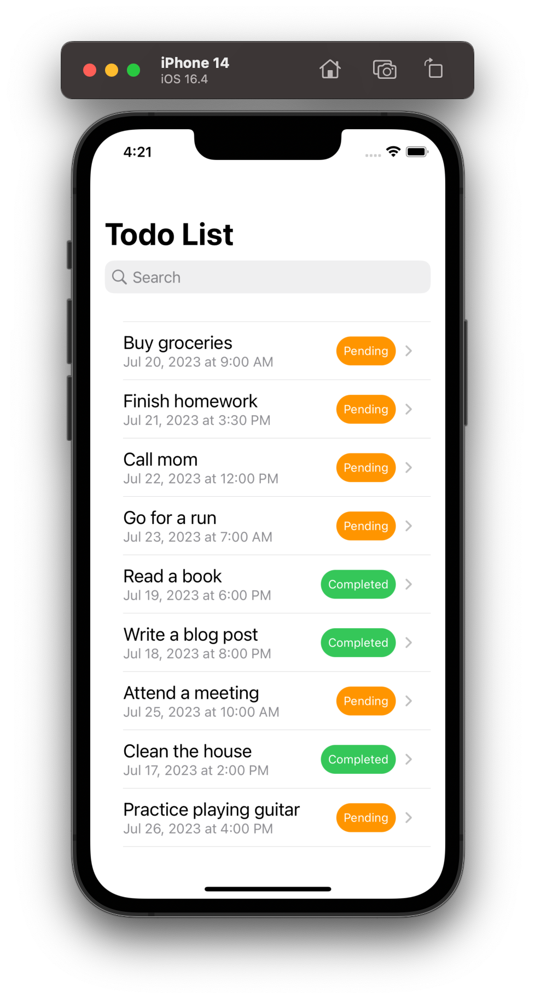 iPhone 14
iOS 16.4
4:21
Todo List
Search
Buy groceries
Jul 20, 2023 at 9:00 AM
Pending
Finish homework
Jul 21, 2023 at 3:30 PM
Pending
Call mom
Jul 22, 2023 at 12:00 PM
Pending
Go for a run
Jul 23, 2023 at 7:00 AM
Pending
Read a book
Jul 19, 2023 at 6:00 PM
Completed
Write a blog post
Jul 18, 2023 at 8:00 PM
Completed
Attend a meeting
Jul 25, 2023 at 10:00 AM
Pending
Clean the house
Jul 17, 2023 at 2:00 PM
Completed
Practice playing guitar
Jul 26, 2023 at 4:00 PM
Pending